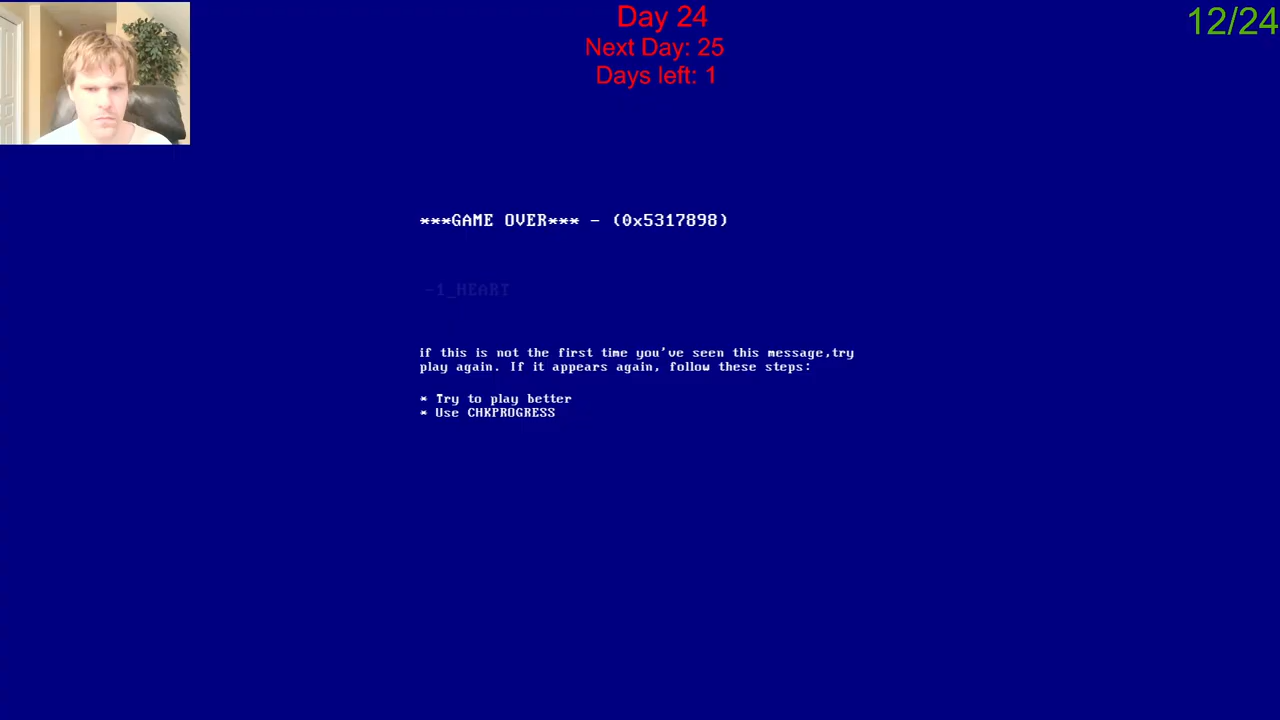 Day 24
Next Day: 25
Days left: 1
12/24
***GAME OVER*** - (0x5317898)
-1_HEART
if this is not the first time you've seen this message,try
play again. If it appears again, follow these steps:
* Try to play better
* Use CHKPROGRESS